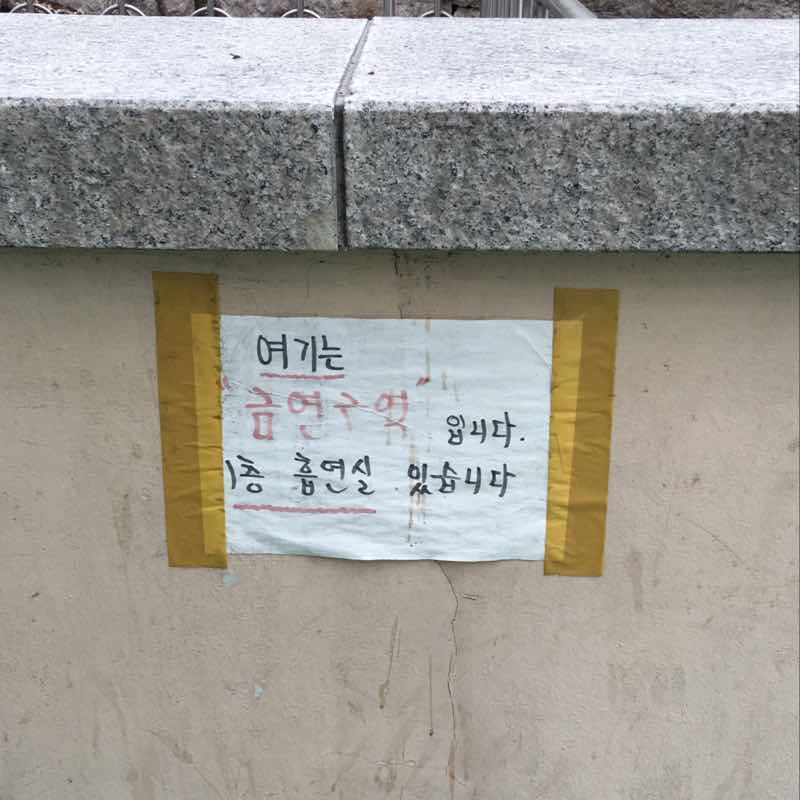 여기는
"금연구역"
입니다.
1층 흡연실 있습니다